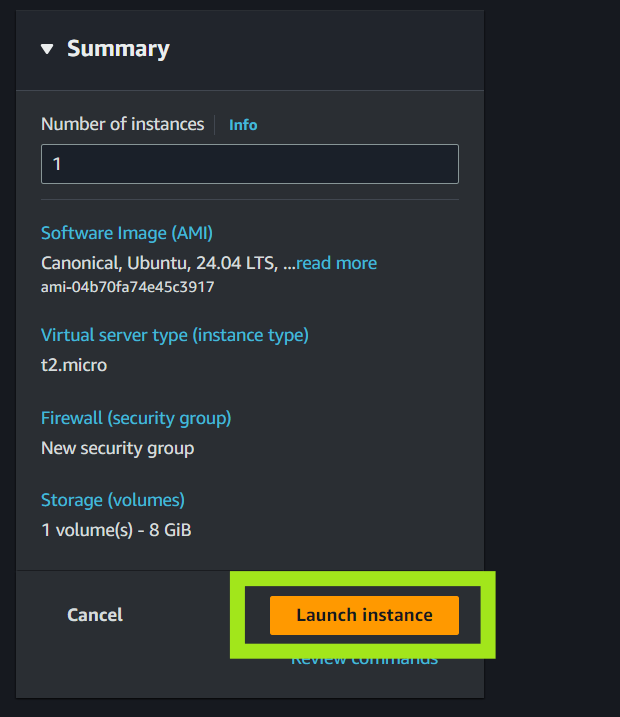 Summary
Number of instances Info
1
Software Image (AMI)
Canonical, Ubuntu, 24.04 LTS, ...read more
ami-04b70fa74e45c3917
Virtual server type (instance type)
t2.micro
Firewall (security group)
New security group
Storage (volumes)
1 volume(s) - 8 GiB
Cancel
Launch instance
Review commands